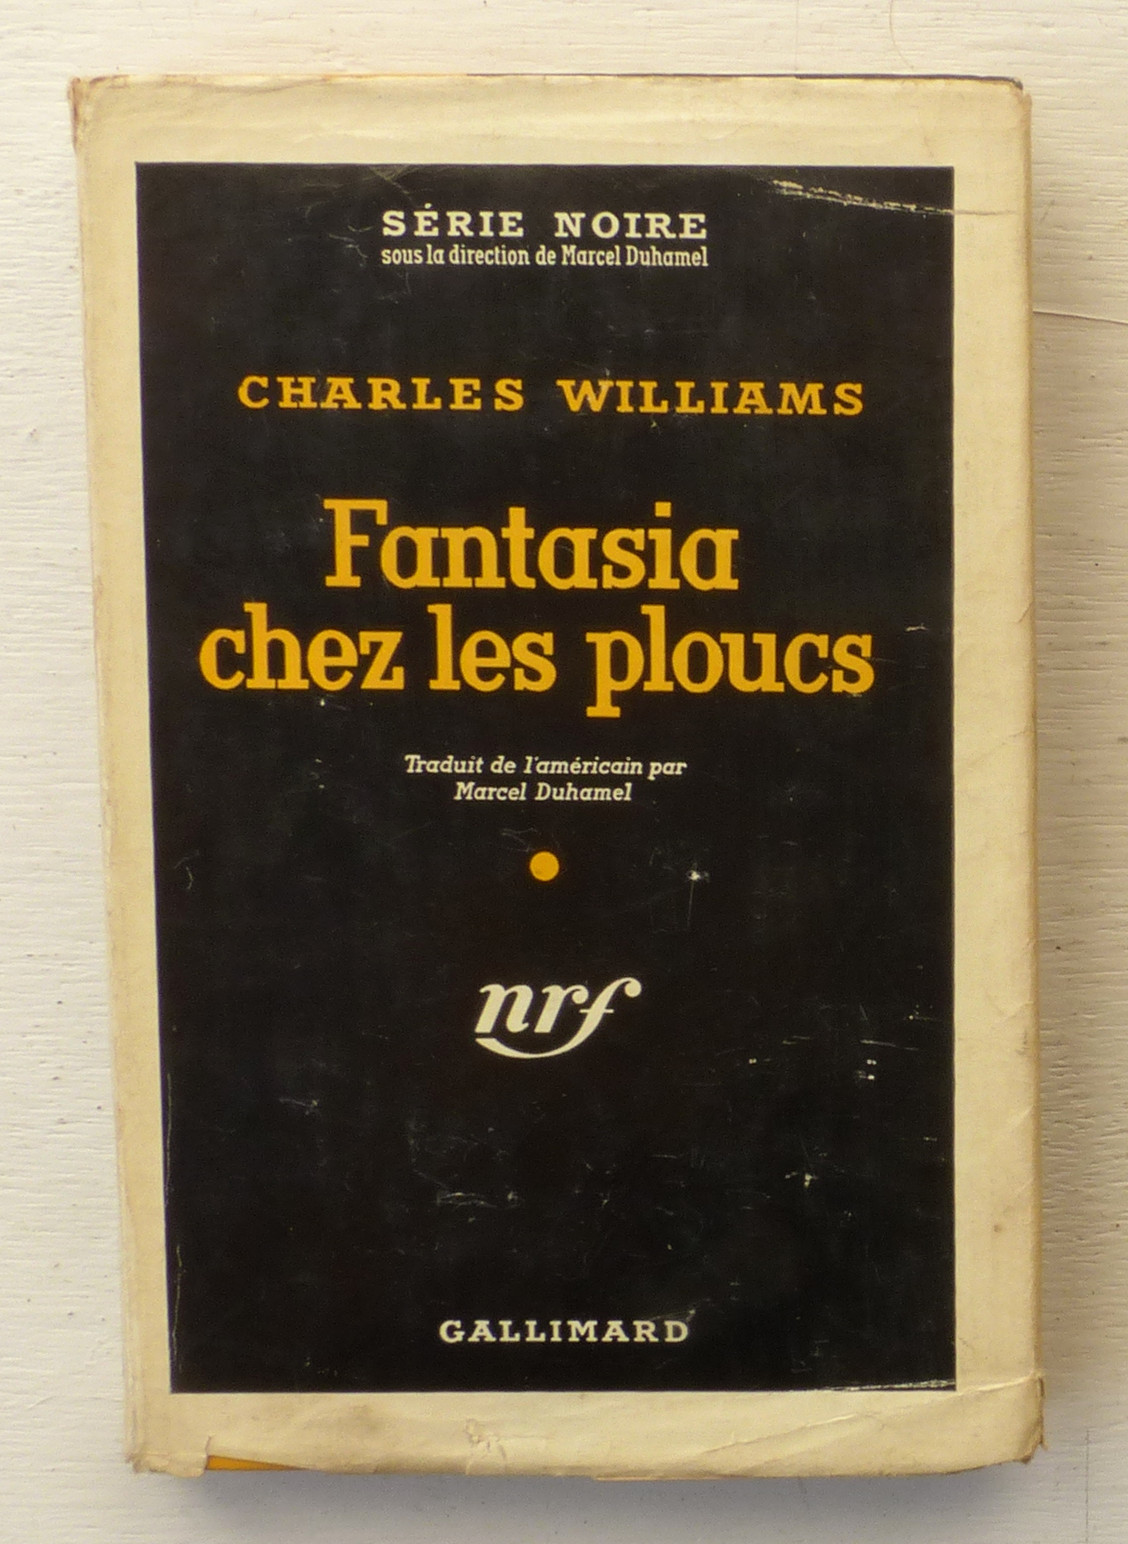 SÉRIE NOIRE
sous la direction de Marcel Duhamel
CHARLES WILLIAMS
Fantasia
chez les ploucs
Traduit de l'américain par
Marcel Duhamel
nrf
GALLIMARD